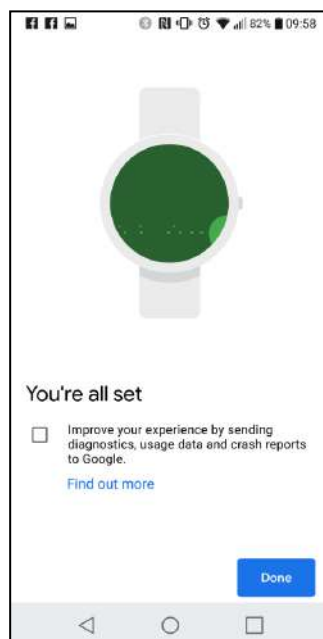 82% 09:58
You're all set
Improve your experience by sending
diagnostics, usage data and crash reports
to Google.
Find out more
Done